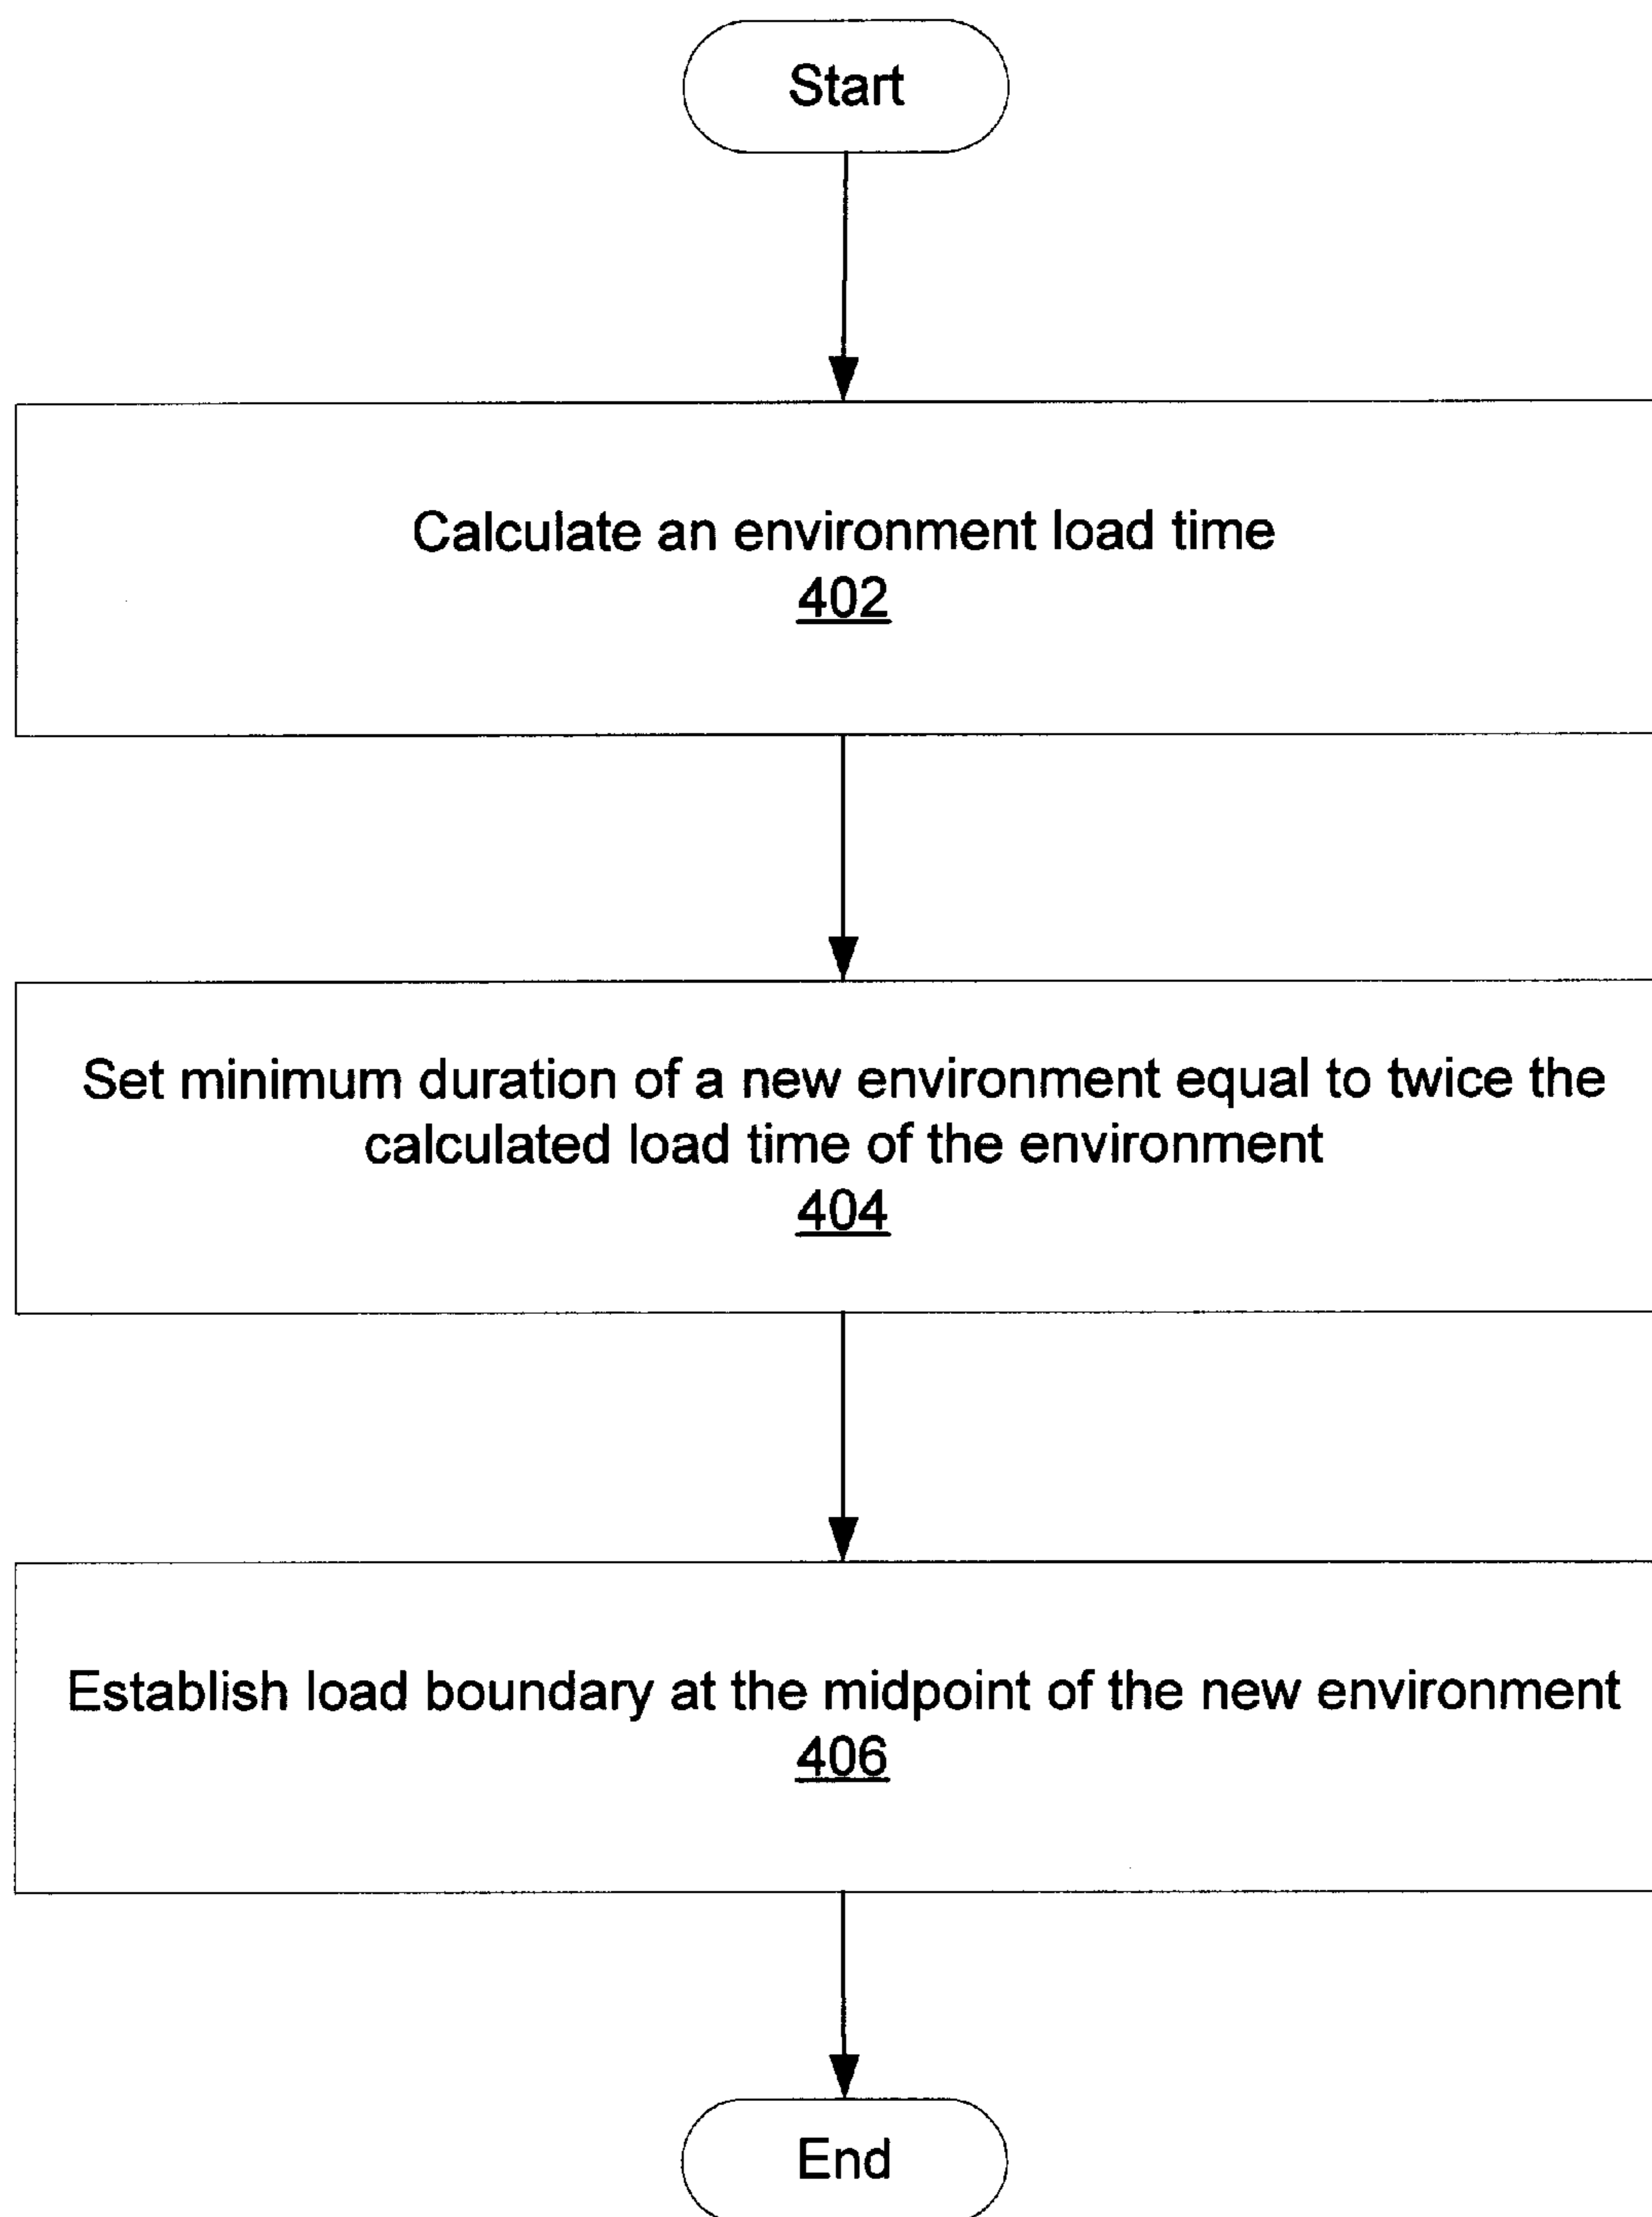 Start
Calculate an environment load time
402
Set minimum duration of a new environment equal to twice the
calculated load time of the environment
404
Establish load boundary at the midpoint of the new environment
406
End